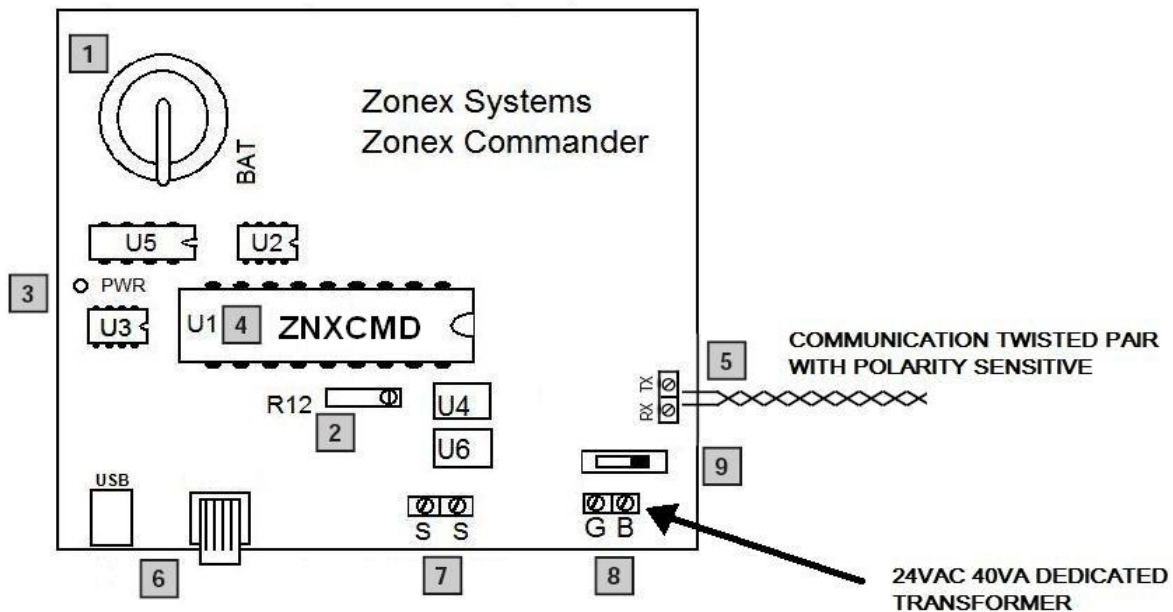 1
Zonex Systems
Zonex Commander
BAT
U5
U2
3
PWR
U3
U1
4
ZNXCMD
5
COMMUNICATION TWISTED PAIR
WITH POLARITY SENSITIVE
TX
RX
R12
2
U4
U6
9
USB
S S
G B
6
7
8
24VAC 40VA DEDICATED
TRANSFORMER